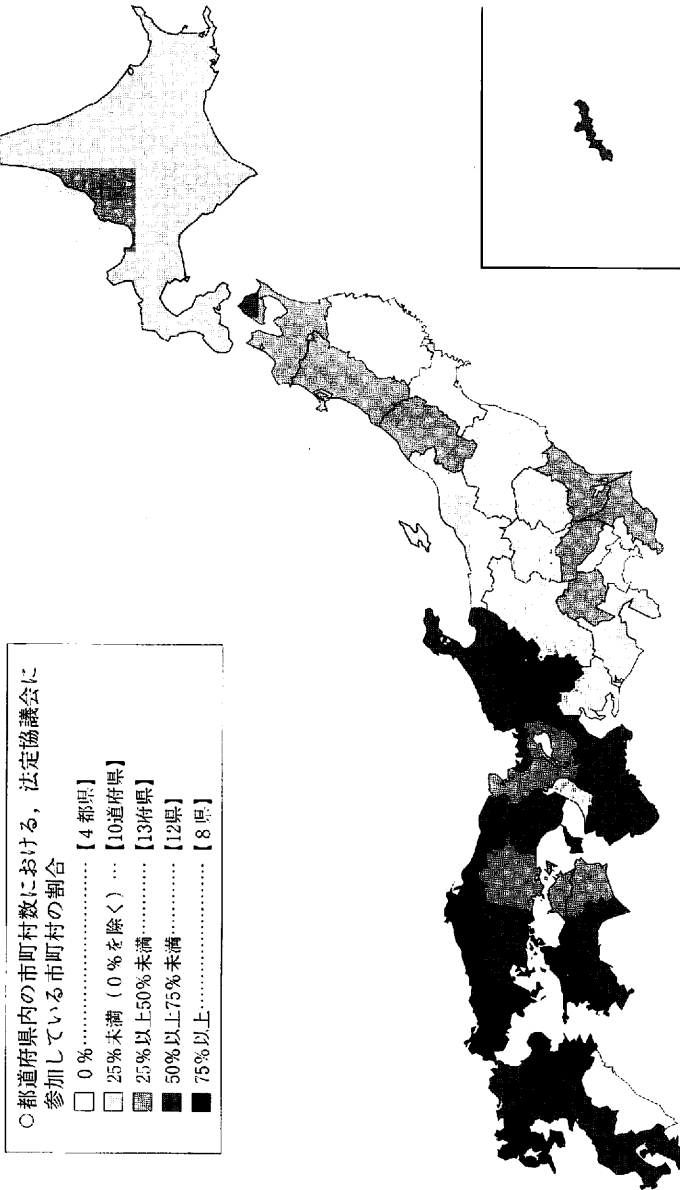 ○都道府県内の市町村数における，法定協議会に
参加している市町村の割合
0％……………………【4都県】
25％未満（0％を除く）…【10道府県】
25％以上50％未満…………【13府県】
50％以上75％未満…………【12県】
75％以上……………………【8県】